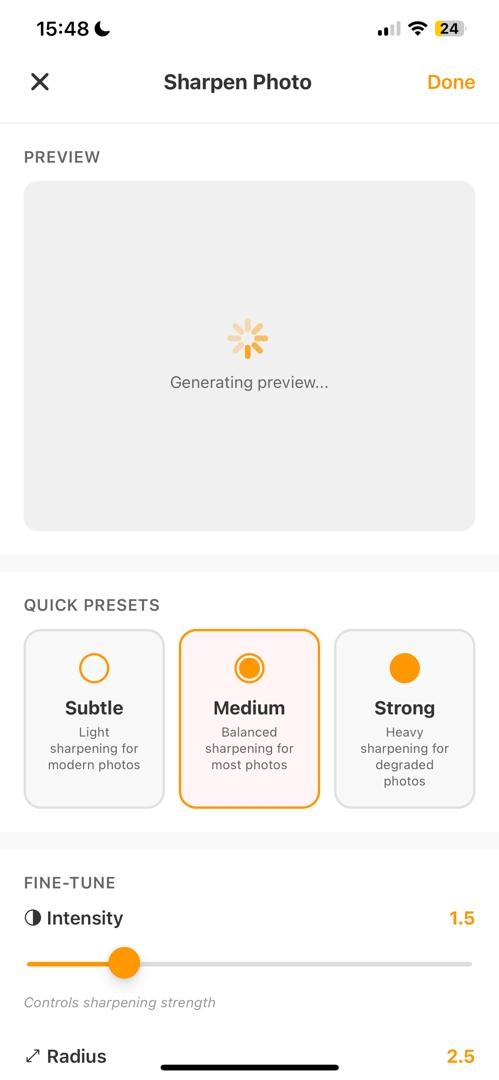 15:48
24
Sharpen Photo
Done
PREVIEW
Generating preview...
QUICK PRESETS
Subtle
Light
sharpening for
modern photos
Medium
Balanced
sharpening for
most photos
Strong
Heavy
sharpening for
degraded
photos
FINE-TUNE
Intensity
1.5
Controls sharpening strength
Radius
2.5